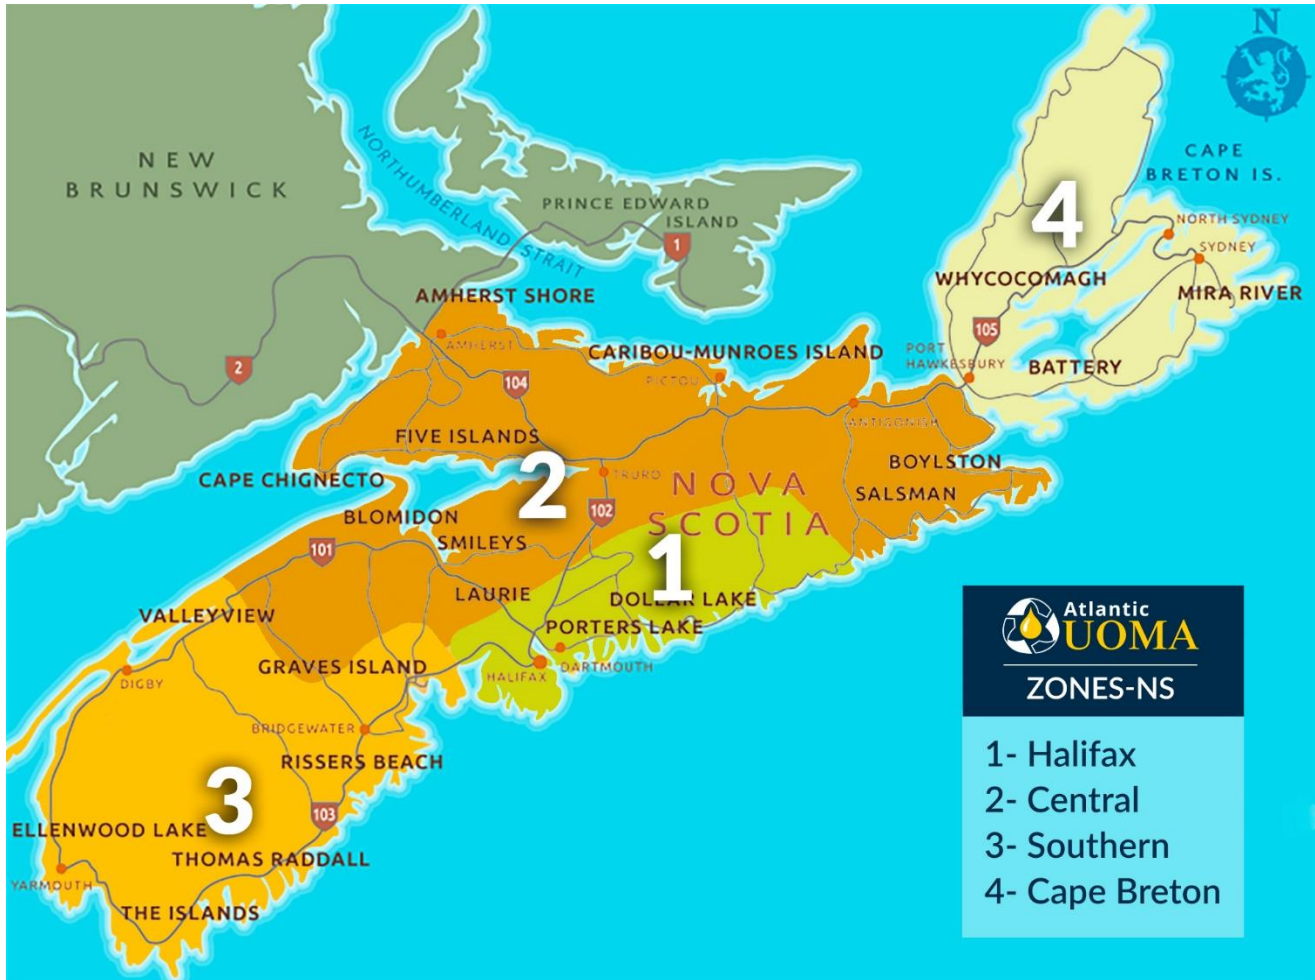 N
NEW
BRUNSWICK
NORTHUMBERLAND STRAIT
PRINCE EDWARD
ISLAND
1
2
CAPE
BRETON IS.
4
NORTH SYDNEY
SYDNEY
WHYCOCOMAGH
MIRA RIVER
105
PORT
HAWKESBURY
BATTERY
AMHERST SHORE
AMHERST
CARIBOU-MUNROES ISLAND
PICTOU
104
ANTIGONISH
FIVE ISLANDS
CAPE CHIGNECTO
2
TRURO
NOVA
SCOTIA
BOYLSTON
SALSMAN
BLOMIDON
SMILEYS
102
101
1
LAURIE
DOLLAR LAKE
VALLEYVIEW
PORTERS LAKE
GRAVES ISLAND
HALIFAX
DARTMOUTH
DIGBY
BRIDGEWATER
RISSERS BEACH
3
103
ELLENWOOD LAKE
THOMAS RADDALL
YARMOUTH
THE ISLANDS
Atlantic
UOMA
ZONES-NS
1- Halifax
2- Central
3- Southern
4- Cape Breton